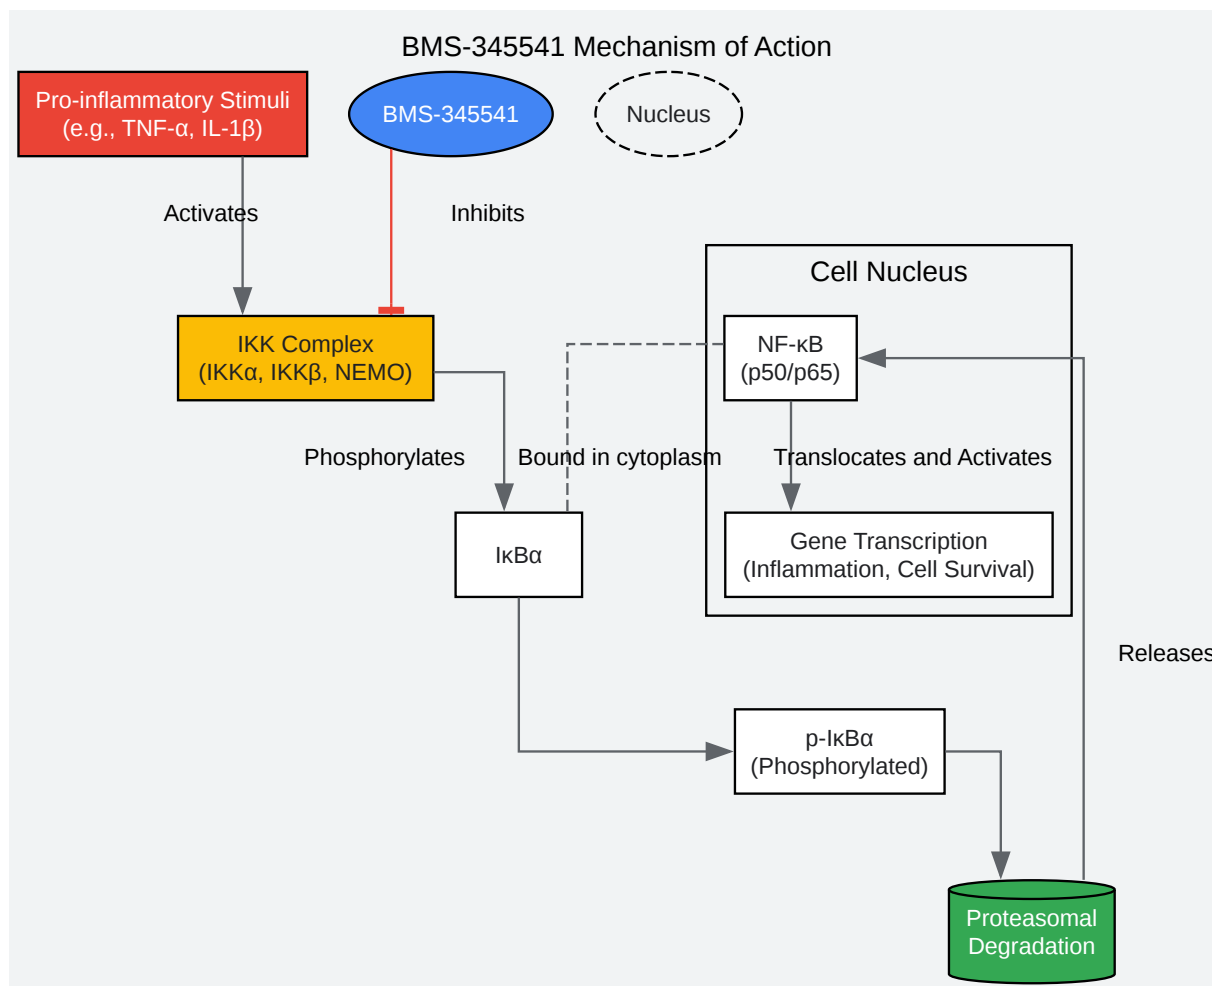 BMS-345541 Mechanism of Action
Pro-inflammatory Stimuli
(e.g., TNF-α, IL-1β)
BMS-345541
Nucleus
Activates
Inhibits
Cell Nucleus
IKK Complex
(IKKα, IKKβ, NEMO)
NF-κB
(p50/p65)
Phosphorylates
Bound in cytoplasm
Translocates and Activates
IκBα
Gene Transcription
(Inflammation, Cell Survival)
Releases
p-IκBα
(Phosphorylated)
Proteasomal
Degradation